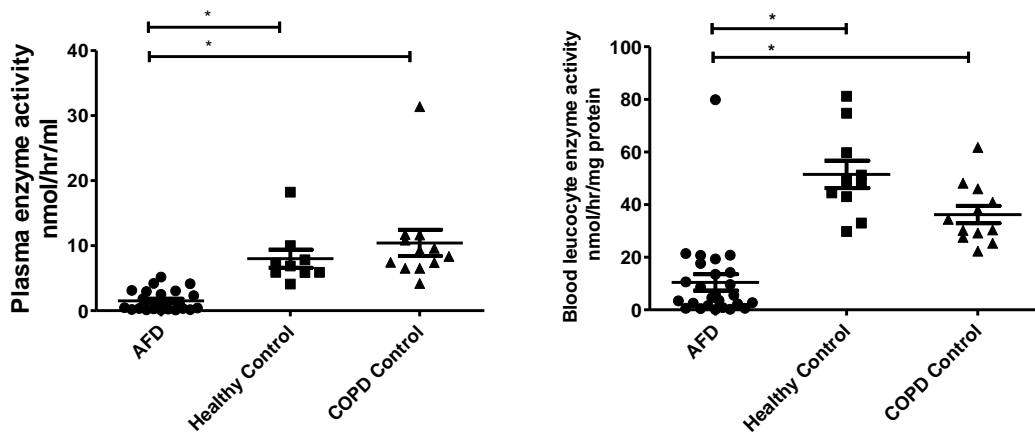 *
*
Plasma enzyme activity
nmol/hr/ml
40
30
20
10
0
AFD
Healthy Control
COPD Control
*
*
Blood leucocyte enzyme activity
nmol/hr/mg protein
100
80
60
40
20
0
AFD
Healthy Control
COPD Control